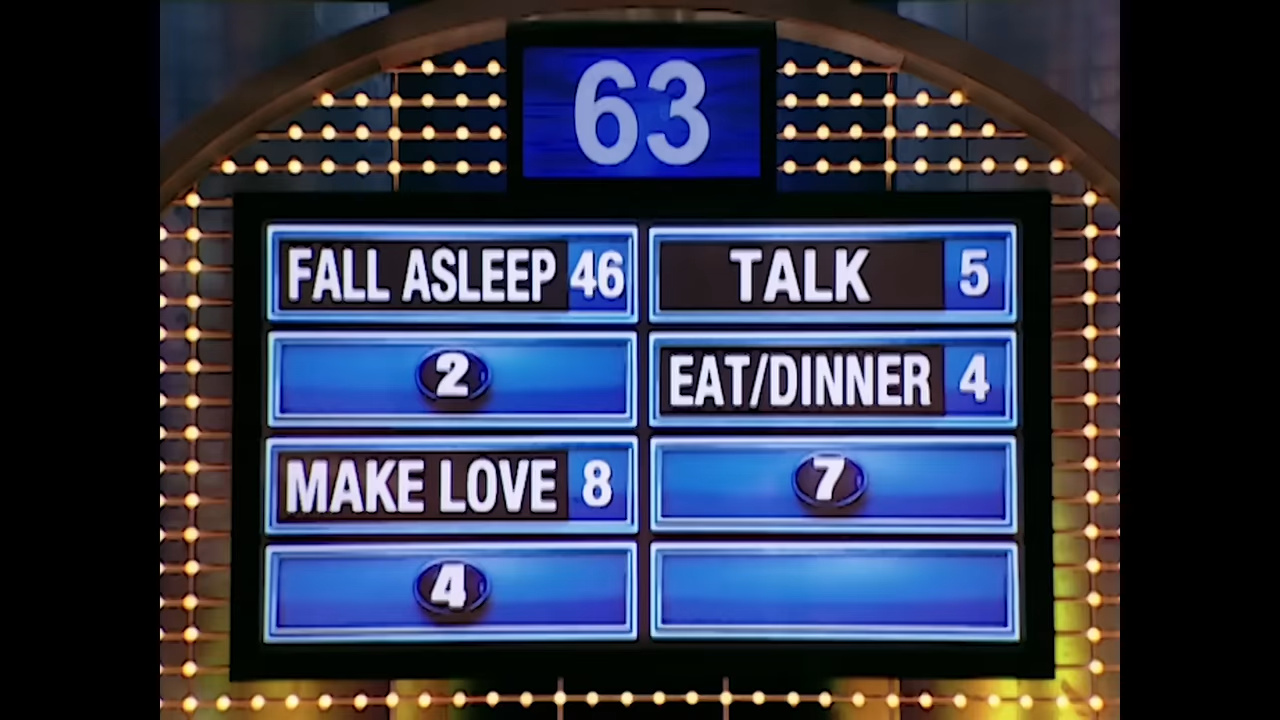 63
FALL ASLEEP 46
2
MAKE LOVE 8
4
TALK 5
EAT/DINNER 4
7